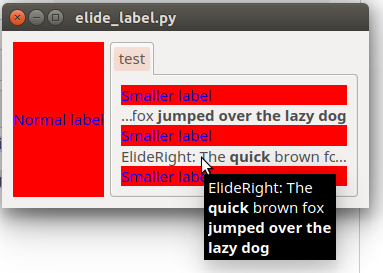 elide_label.py
test
Normal label
Smaller label
...fox jumped over the lazy dog
Smaller label
ElideRight: The quick brown fc...
Smaller label
ElideRight: The
quick brown fox
jumped over the
lazy dog